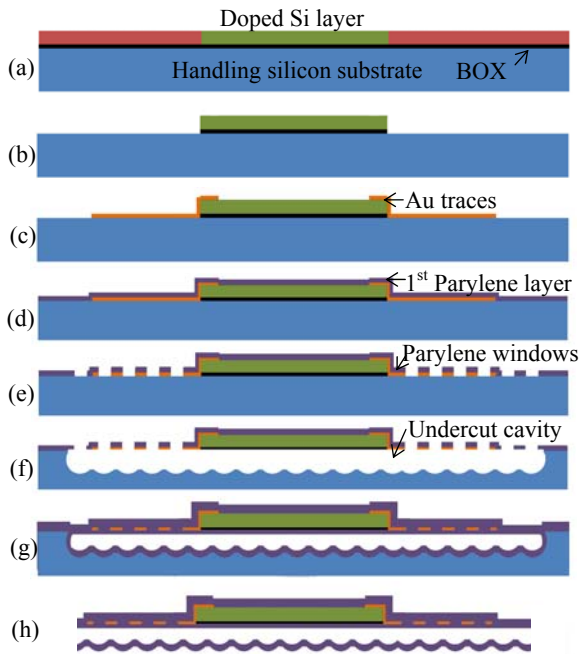 Doped Si layer
(a)
Handling silicon substrate
BOX
(b)
Au traces
(c)
1st Parylene layer
(d)
Parylene windows
(e)
Undercut cavity
(f)
(g)
(h)